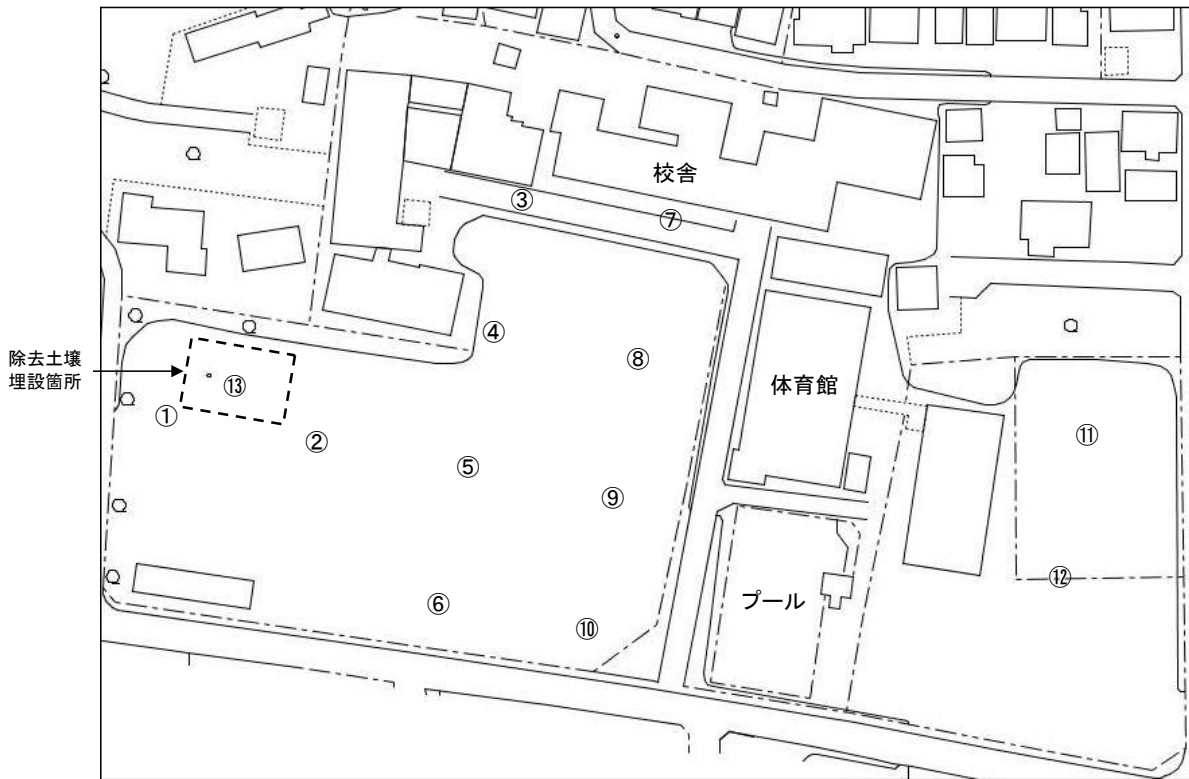 校舎
③
⑦
④
⑧
除去土壌
埋設箇所
⑬
体育館
①
②
⑪
⑤
⑨
⑫
プール
⑥
⑩